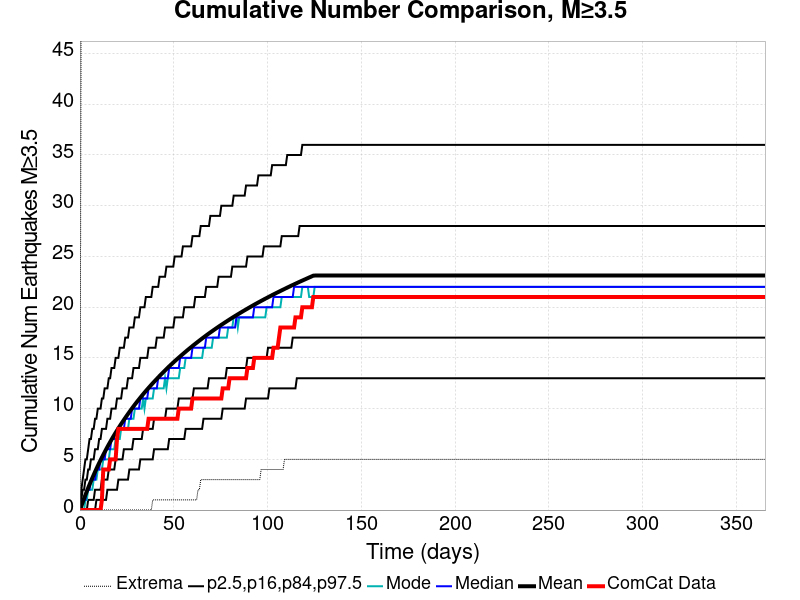 Cumulative Number Comparison, M≥3.5
Cumulative Num Earthquakes M≥3.5
45
40
35
30
25
20
15
10
5
0
0 50 100 150 200 250 300 350
Time (days)
Extrema p2.5,p16,p84,p97.5 Mode Median Mean ComCat Data